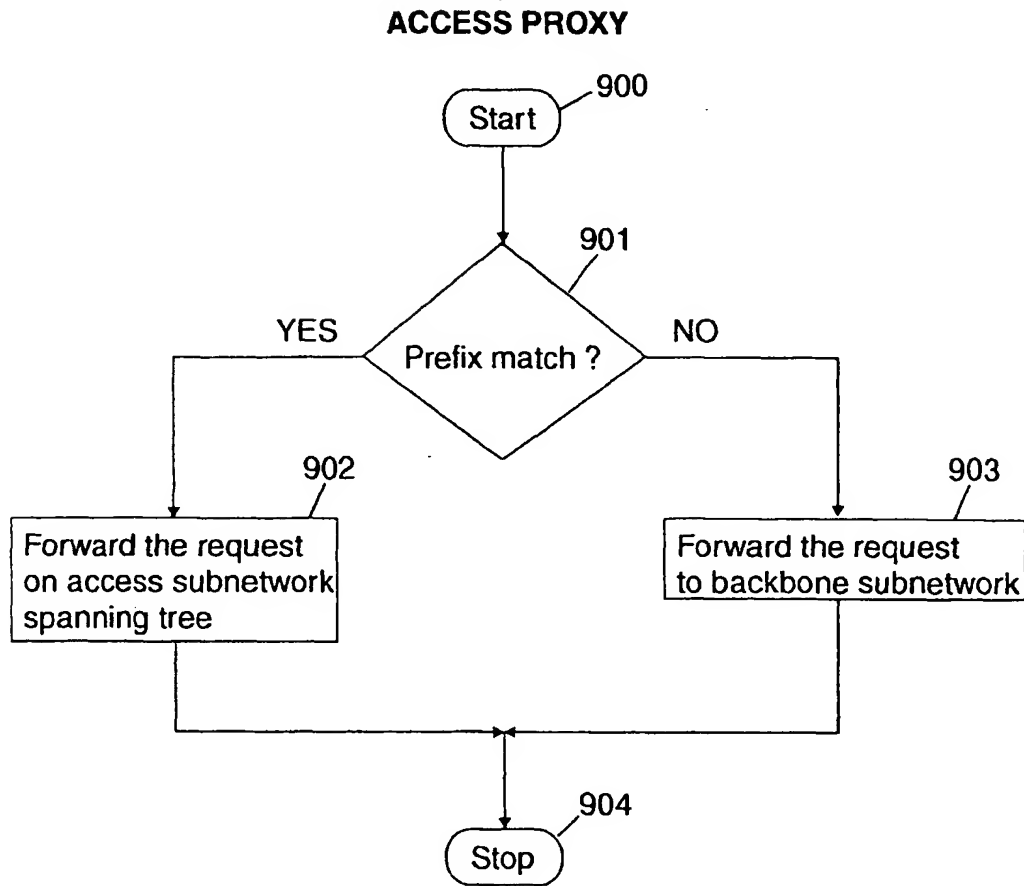 ACCESS PROXY
900
Start
901
YES
NO
Prefix match ?
902
903
Forward the request
on access subnetwork
spanning tree
Forward the request
to backbone subnetwork
904
Stop